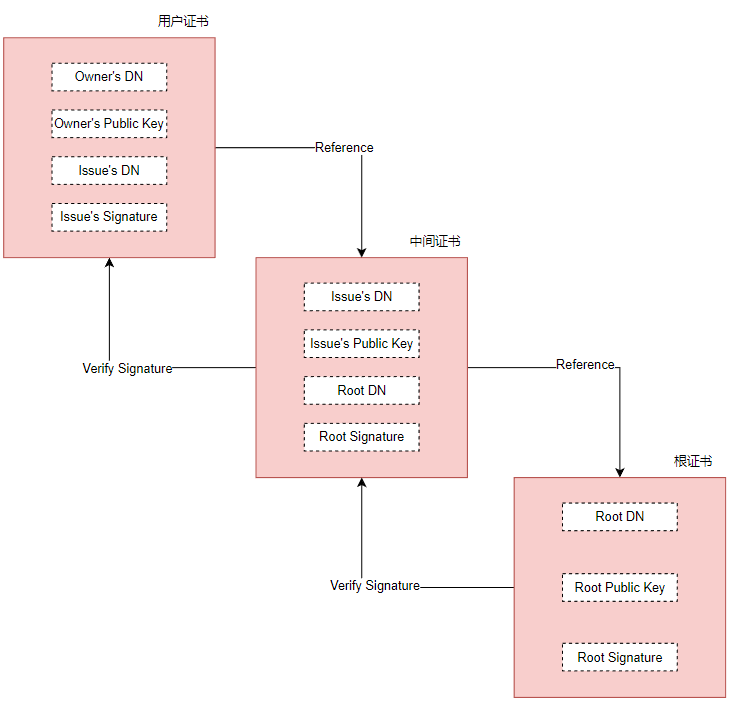 用户证书
Owner's DN
Owner's Public Key
Issue's DN
Issue's Signature
Reference
中间证书
Issue's DN
Issue's Public Key
Root DN
Root Signature
Verify Signature
Reference
根证书
Root DN
Root Public Key
Root Signature
Verify Signature